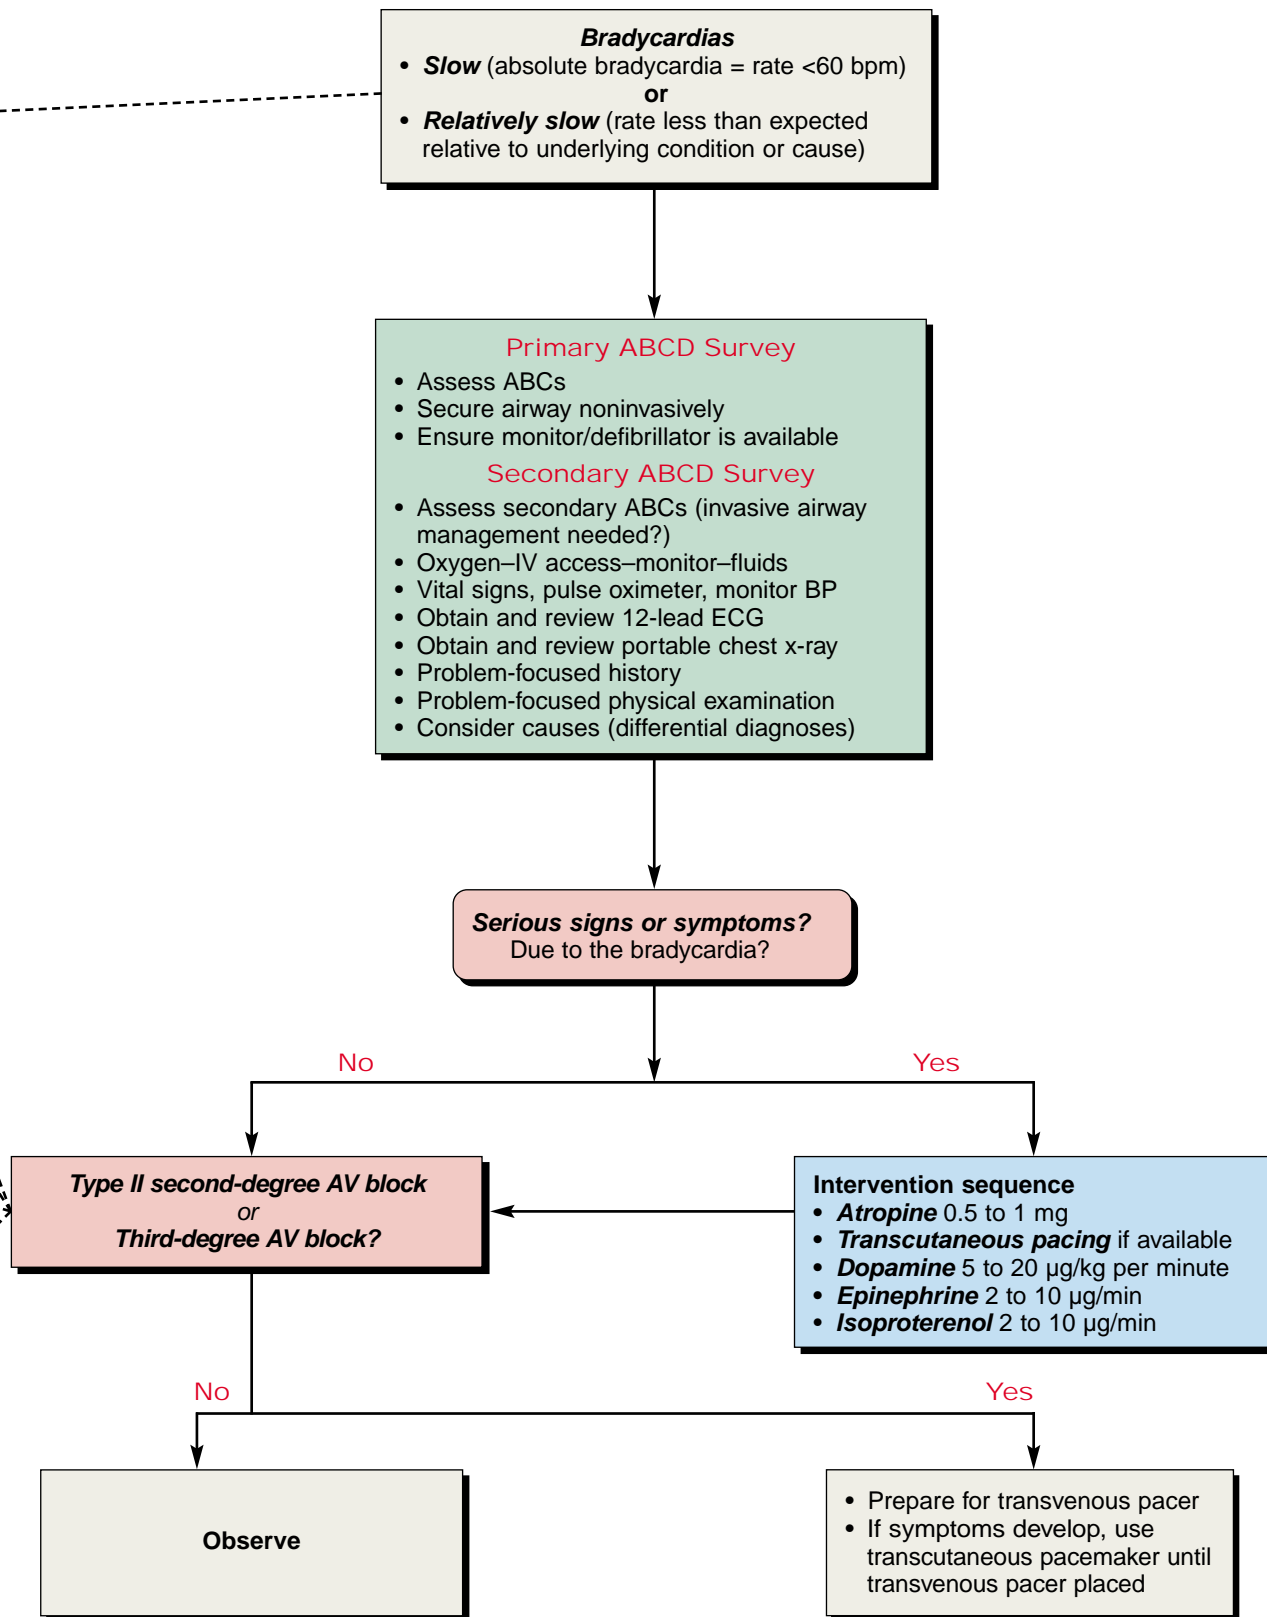 Bradycardias
• Slow (absolute bradycardia = rate <60 bpm)
or
• Relatively slow (rate less than expected
relative to underlying condition or cause)
Primary ABCD Survey
• Assess ABCs
• Secure airway noninvasively
• Ensure monitor/defibrillator is available
Secondary ABCD Survey
• Assess secondary ABCs (invasive airway
management needed?)
• Oxygen–IV access–monitor–fluids
• Vital signs, pulse oximeter, monitor BP
• Obtain and review 12-lead ECG
• Obtain and review portable chest x-ray
• Problem-focused history
• Problem-focused physical examination
• Consider causes (differential diagnoses)
Serious signs or symptoms?
Due to the bradycardia?
No
Yes
Type II second-degree AV block
or
Third-degree AV block?
Intervention sequence
• Atropine 0.5 to 1 mg
• Transcutaneous pacing if available
• Dopamine 5 to 20 µg/kg per minute
• Epinephrine 2 to 10 µg/min
• Isoproterenol 2 to 10 µg/min
No
Yes
Observe
• Prepare for transvenous pacer
• If symptoms develop, use
transcutaneous pacemaker until
transvenous pacer placed